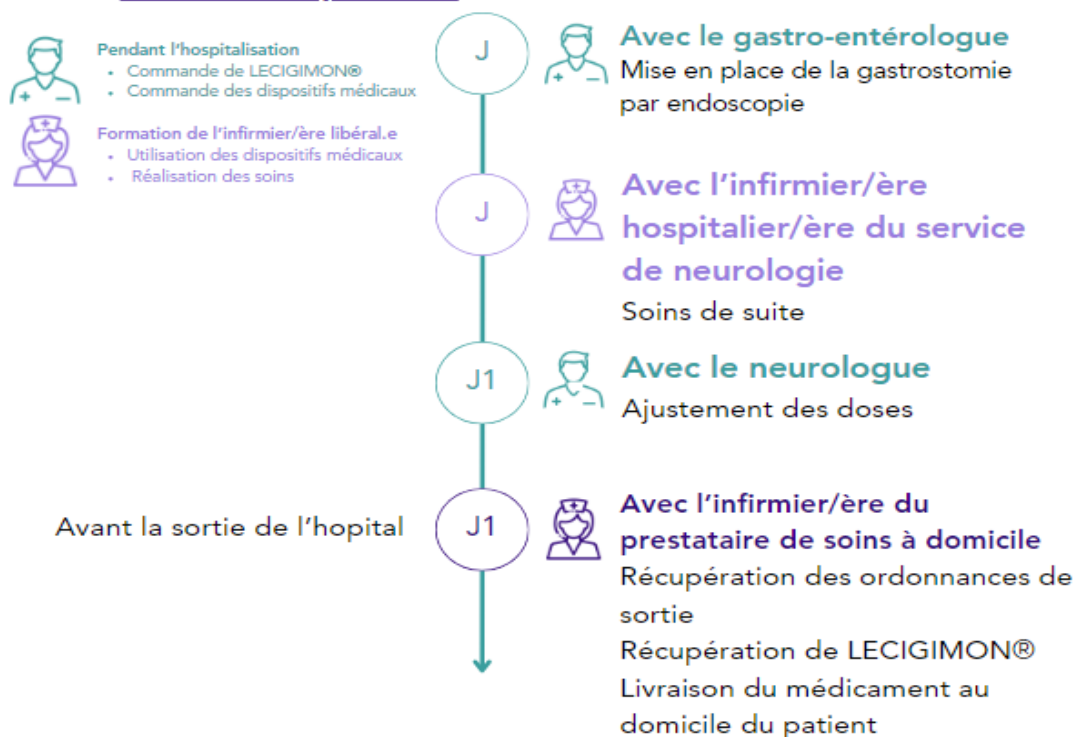 Pendant l'hospitalisation
• Commande de LECIGIMON®
• Commande des dispositifs médicaux
Formation de l'infirmier/ère libéral.e
• Utilisation des dispositifs médicaux
• Réalisation des soins
J
Avec le gastro-entérologue
Mise en place de la gastrostomie
par endoscopie
J
Avec l'infirmier/ère
hospitalier/ère du service
de neurologie
Soins de suite
J1
Avec le neurologue
Ajustement des doses
Avant la sortie de l'hopital
J1
Avec l'infirmier/ère du
prestataire de soins à domicile
Récupération des ordonnances de
sortie
Récupération de LECIGIMON®
Livraison du médicament au
domicile du patient